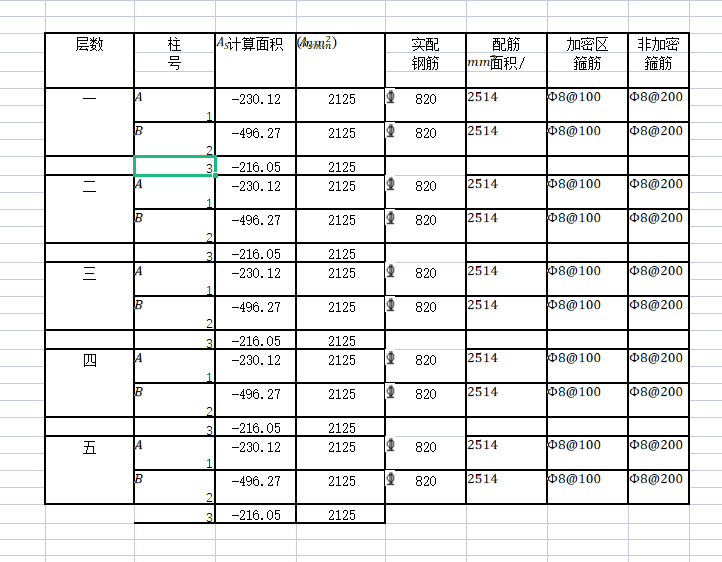 层数 柱号 As计算面积 (mm²) Asmin 实配钢筋 配筋面积/mm² 加密区箍筋 非加密箍筋
一 A 1 -230.12 2125 Φ 820 2514 Φ8@100 Φ8@200
B 2 -496.27 2125 Φ 820 2514 Φ8@100 Φ8@200
3 -216.05 2125
二 A 1 -230.12 2125 Φ 820 2514 Φ8@100 Φ8@200
B 2 -496.27 2125 Φ 820 2514 Φ8@100 Φ8@200
3 -216.05 2125
三 A 1 -230.12 2125 Φ 820 2514 Φ8@100 Φ8@200
B 2 -496.27 2125 Φ 820 2514 Φ8@100 Φ8@200
3 -216.05 2125
四 A 1 -230.12 2125 Φ 820 2514 Φ8@100 Φ8@200
B 2 -496.27 2125 Φ 820 2514 Φ8@100 Φ8@200
3 -216.05 2125
五 A 1 -230.12 2125 Φ 820 2514 Φ8@100 Φ8@200
B 2 -496.27 2125 Φ 820 2514 Φ8@100 Φ8@200
3 -216.05 2125